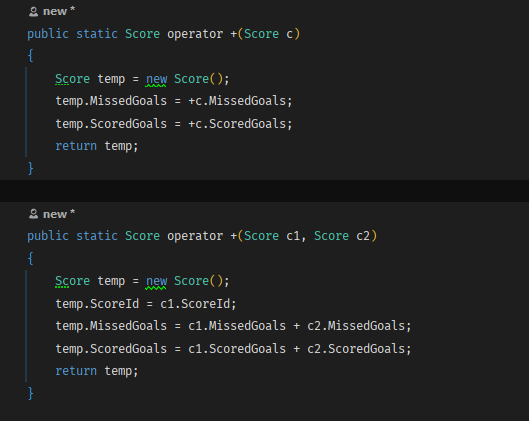 new *
public static Score operator +(Score c)
{
    Score temp = new Score();
    temp.MissedGoals = +c.MissedGoals;
    temp.ScoredGoals = +c.ScoredGoals;
    return temp;
}
new *
public static Score operator +(Score c1, Score c2)
{
    Score temp = new Score();
    temp.ScoreId = c1.ScoreId;
    temp.MissedGoals = c1.MissedGoals + c2.MissedGoals;
    temp.ScoredGoals = c1.ScoredGoals + c2.ScoredGoals;
    return temp;
}